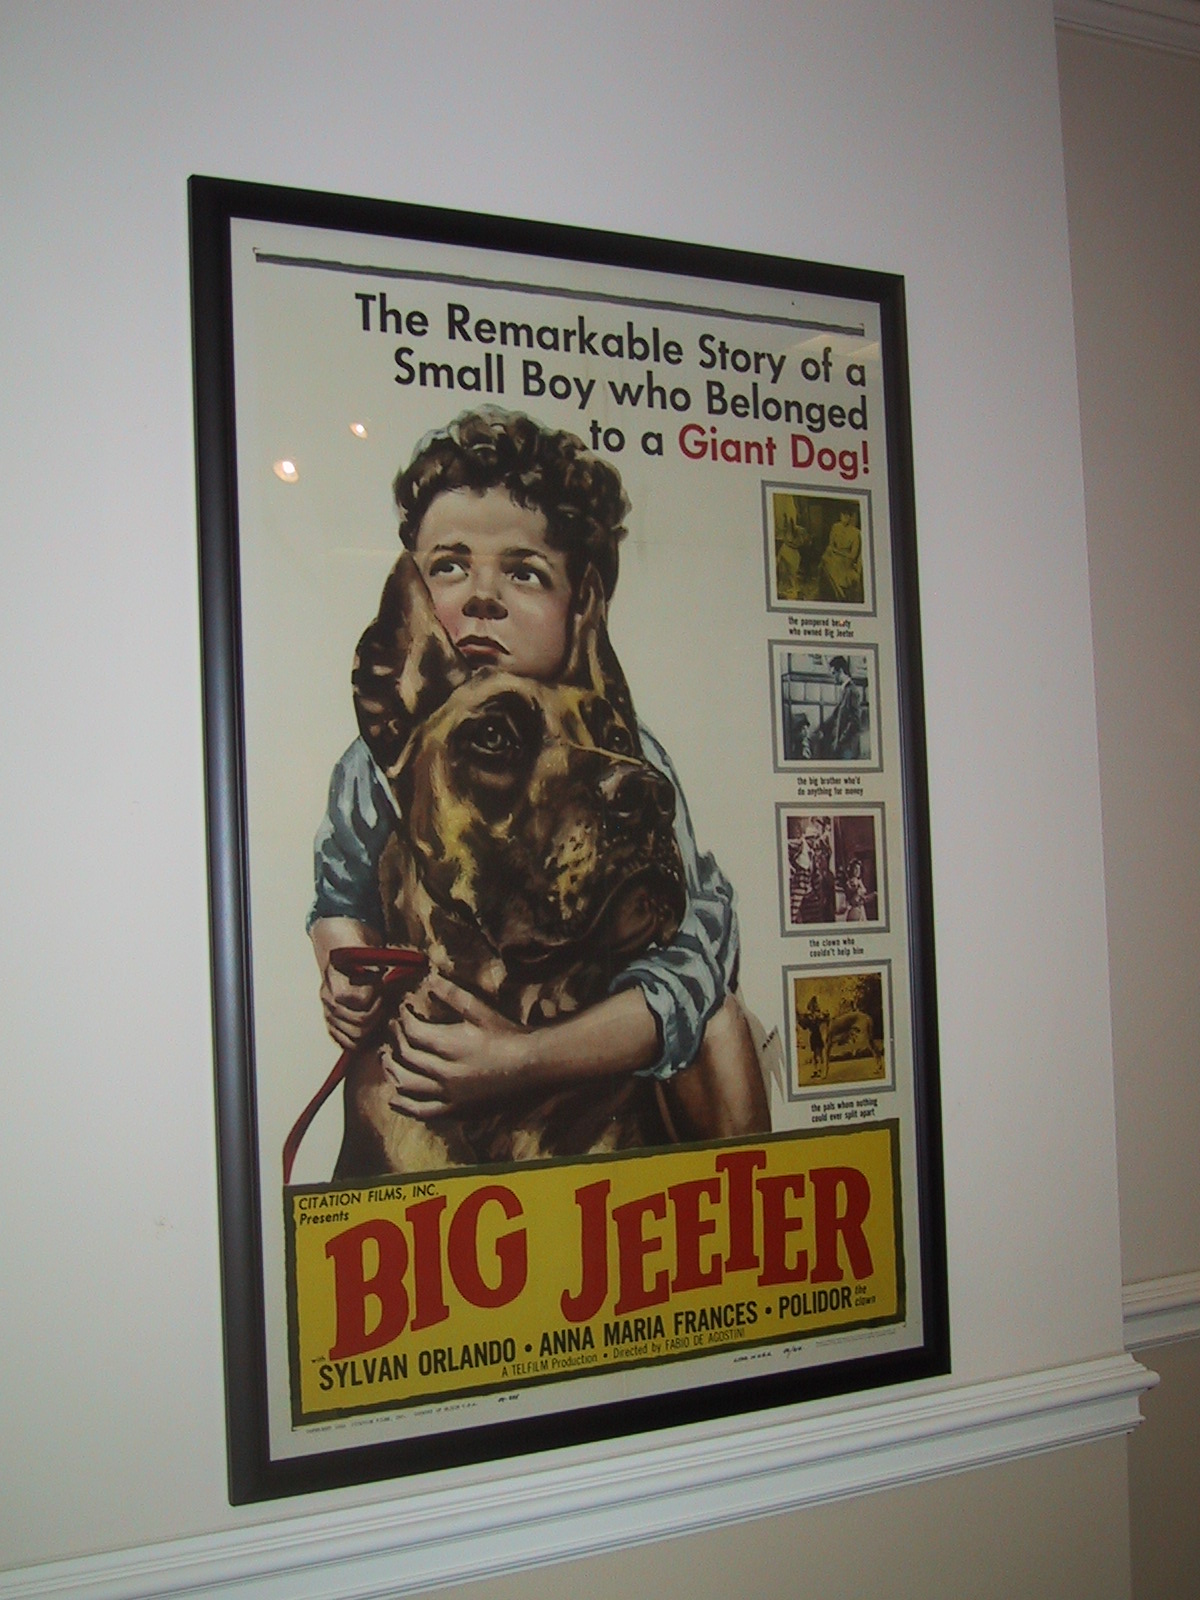 The Remarkable Story of a
Small Boy who Belonged
to a Giant Dog!
the pampered beauty
who owned Big Jeeter
the big brother who'd
do anything for money
the clown who
couldn't help him
the pals whom nothing
could ever split apart
CITATION FILMS, INC.
Presents
BIG JEETER
with
SYLVAN ORLANDO • ANNA MARIA FRANCES • POLIDOR the clown
A TELFILM Production • Directed by FABIO DE AGOSTINI